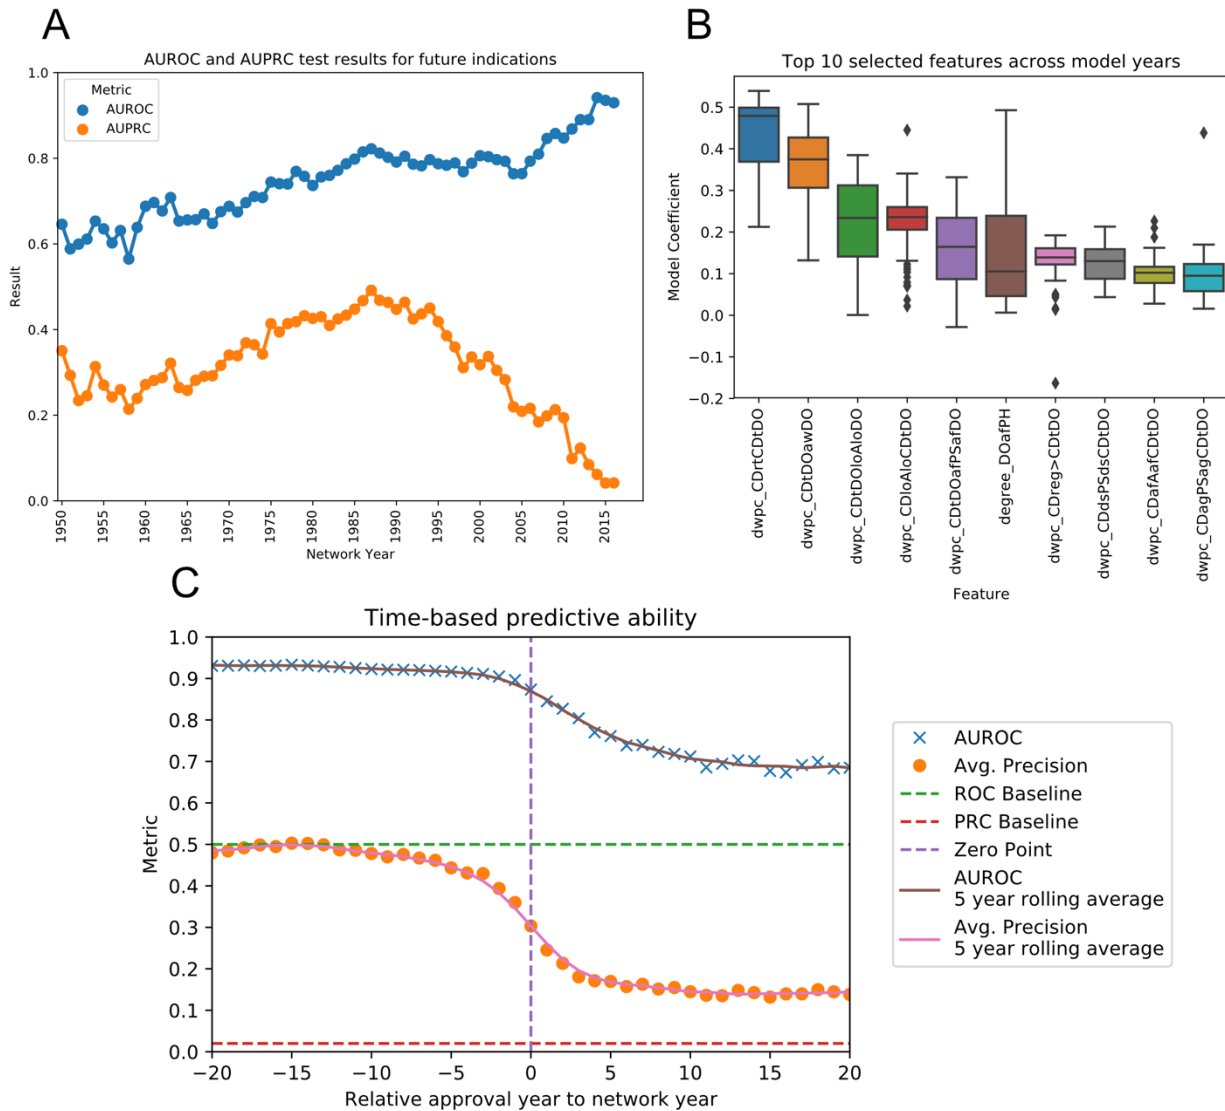 A
AUROC and AUPRC test results for future indications
Metric
AUROC
AUPRC
Result
1.0
0.8
0.6
0.4
0.2
0.0
1950
1955
1960
1965
1970
1975
1980
1985
1990
1995
2000
2005
2010
2015
Network Year
B
Top 10 selected features across model years
Model Coefficient
0.5
0.4
0.3
0.2
0.1
0.0
−0.1
−0.2
dwpc_CDrtCDtDO
dwpc_CDtDOawDO
dwpc_CDtDOloAloDO
dwpc_CDloAloCDtDO
dwpc_CDtDOafPSafDO
degree_DOafPH
dwpc_CDreg>CDtDO
dwpc_CDdsPSdsCDtDO
dwpc_CDafAafCDtDO
dwpc_CDagPSagCDtDO
Feature
C
Time-based predictive ability
Metric
1.0
0.9
0.8
0.7
0.6
0.5
0.4
0.3
0.2
0.1
0.0
−20
−15
−10
−5
0
5
10
15
20
Relative approval year to network year
AUROC
Avg. Precision
ROC Baseline
PRC Baseline
Zero Point
AUROC
5 year rolling average
Avg. Precision
5 year rolling average